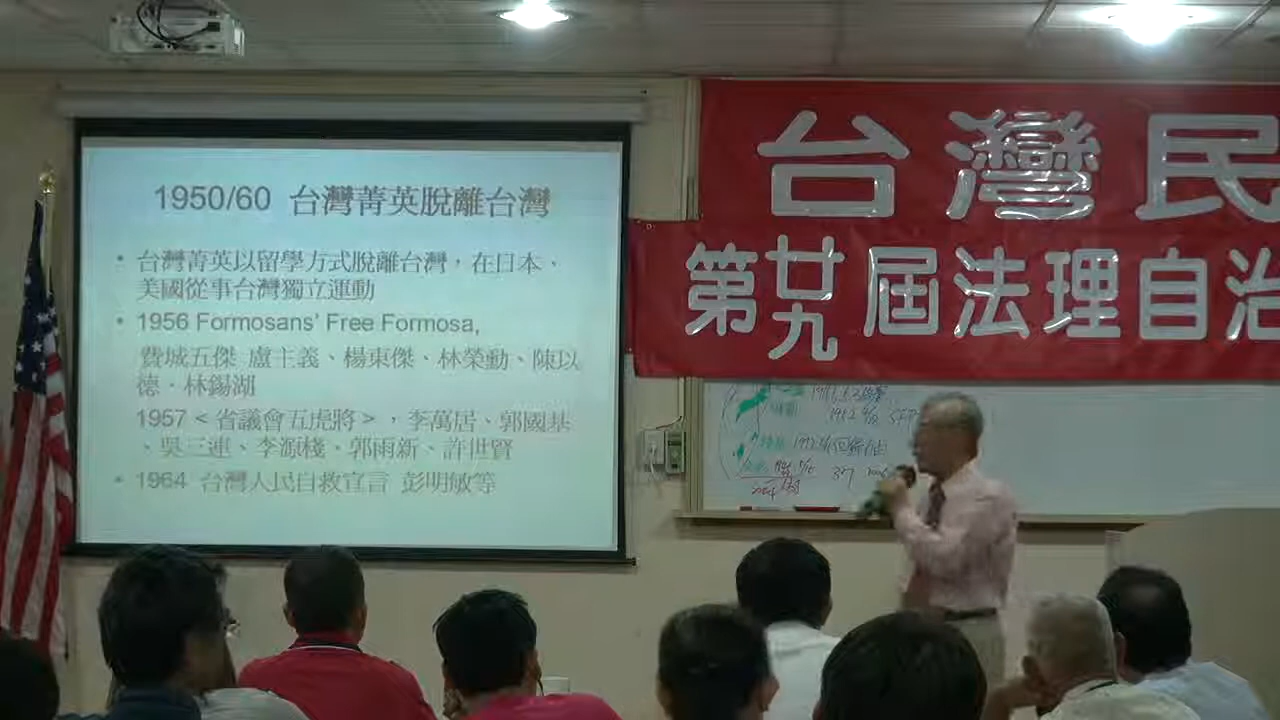 1950/60 台灣菁英脫離台灣
• 台灣菁英以留學方式脫離台灣，在日本、
美國從事台灣獨立運動
• 1956 Formosans' Free Formosa,
費城五傑 盧主義、楊東傑、林榮勳、陳以
德．林錫湖
1957 < 省議會五虎將 > ，李萬居、郭國基
、吳三連、李源棧、郭雨新、許世賢
• 1964 台灣人民自救宣言 彭明敏等
台灣民
第廿九屆法理自治